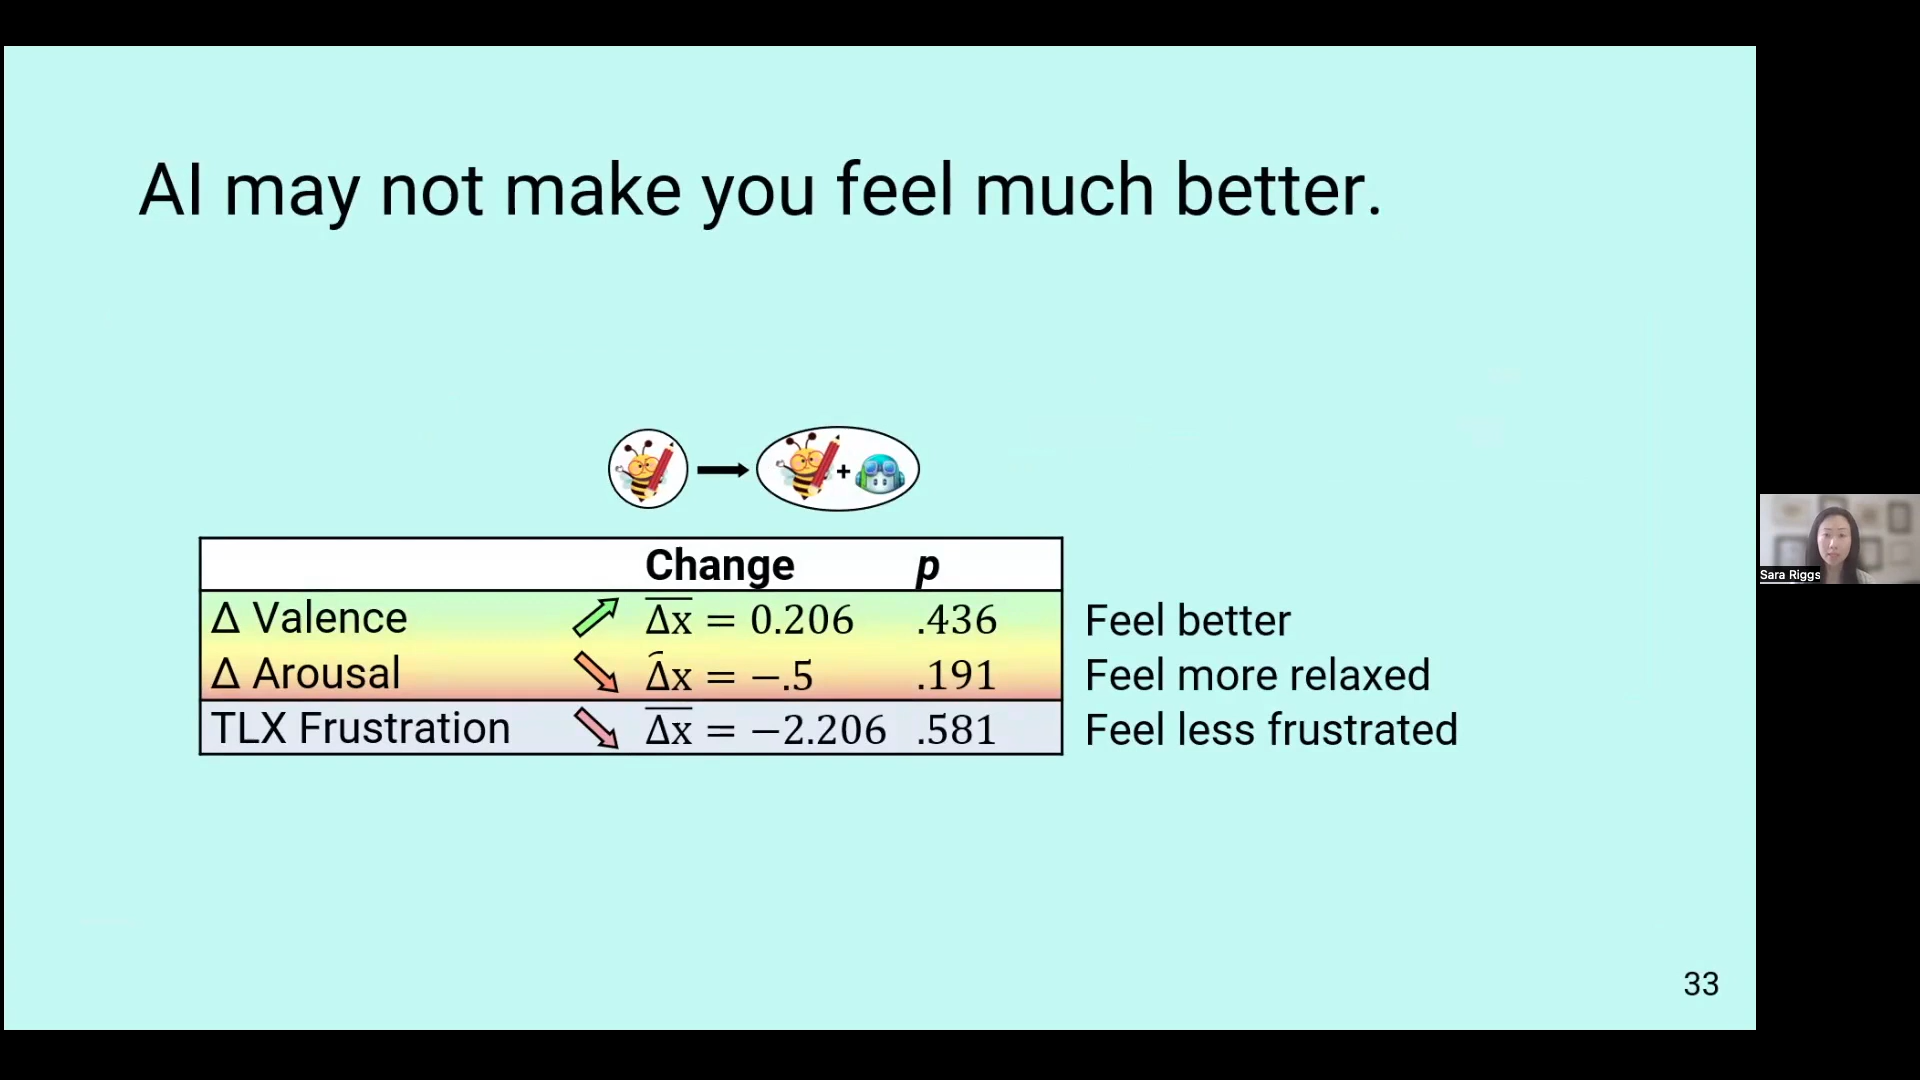 AI may not make you feel much better.
+
Change p
Δ Valence Δx̅ = 0.206 .436 Feel better
Δ Arousal Δ͠x = −.5 .191 Feel more relaxed
TLX Frustration Δx̅ = −2.206 .581 Feel less frustrated
Sara Riggs
33